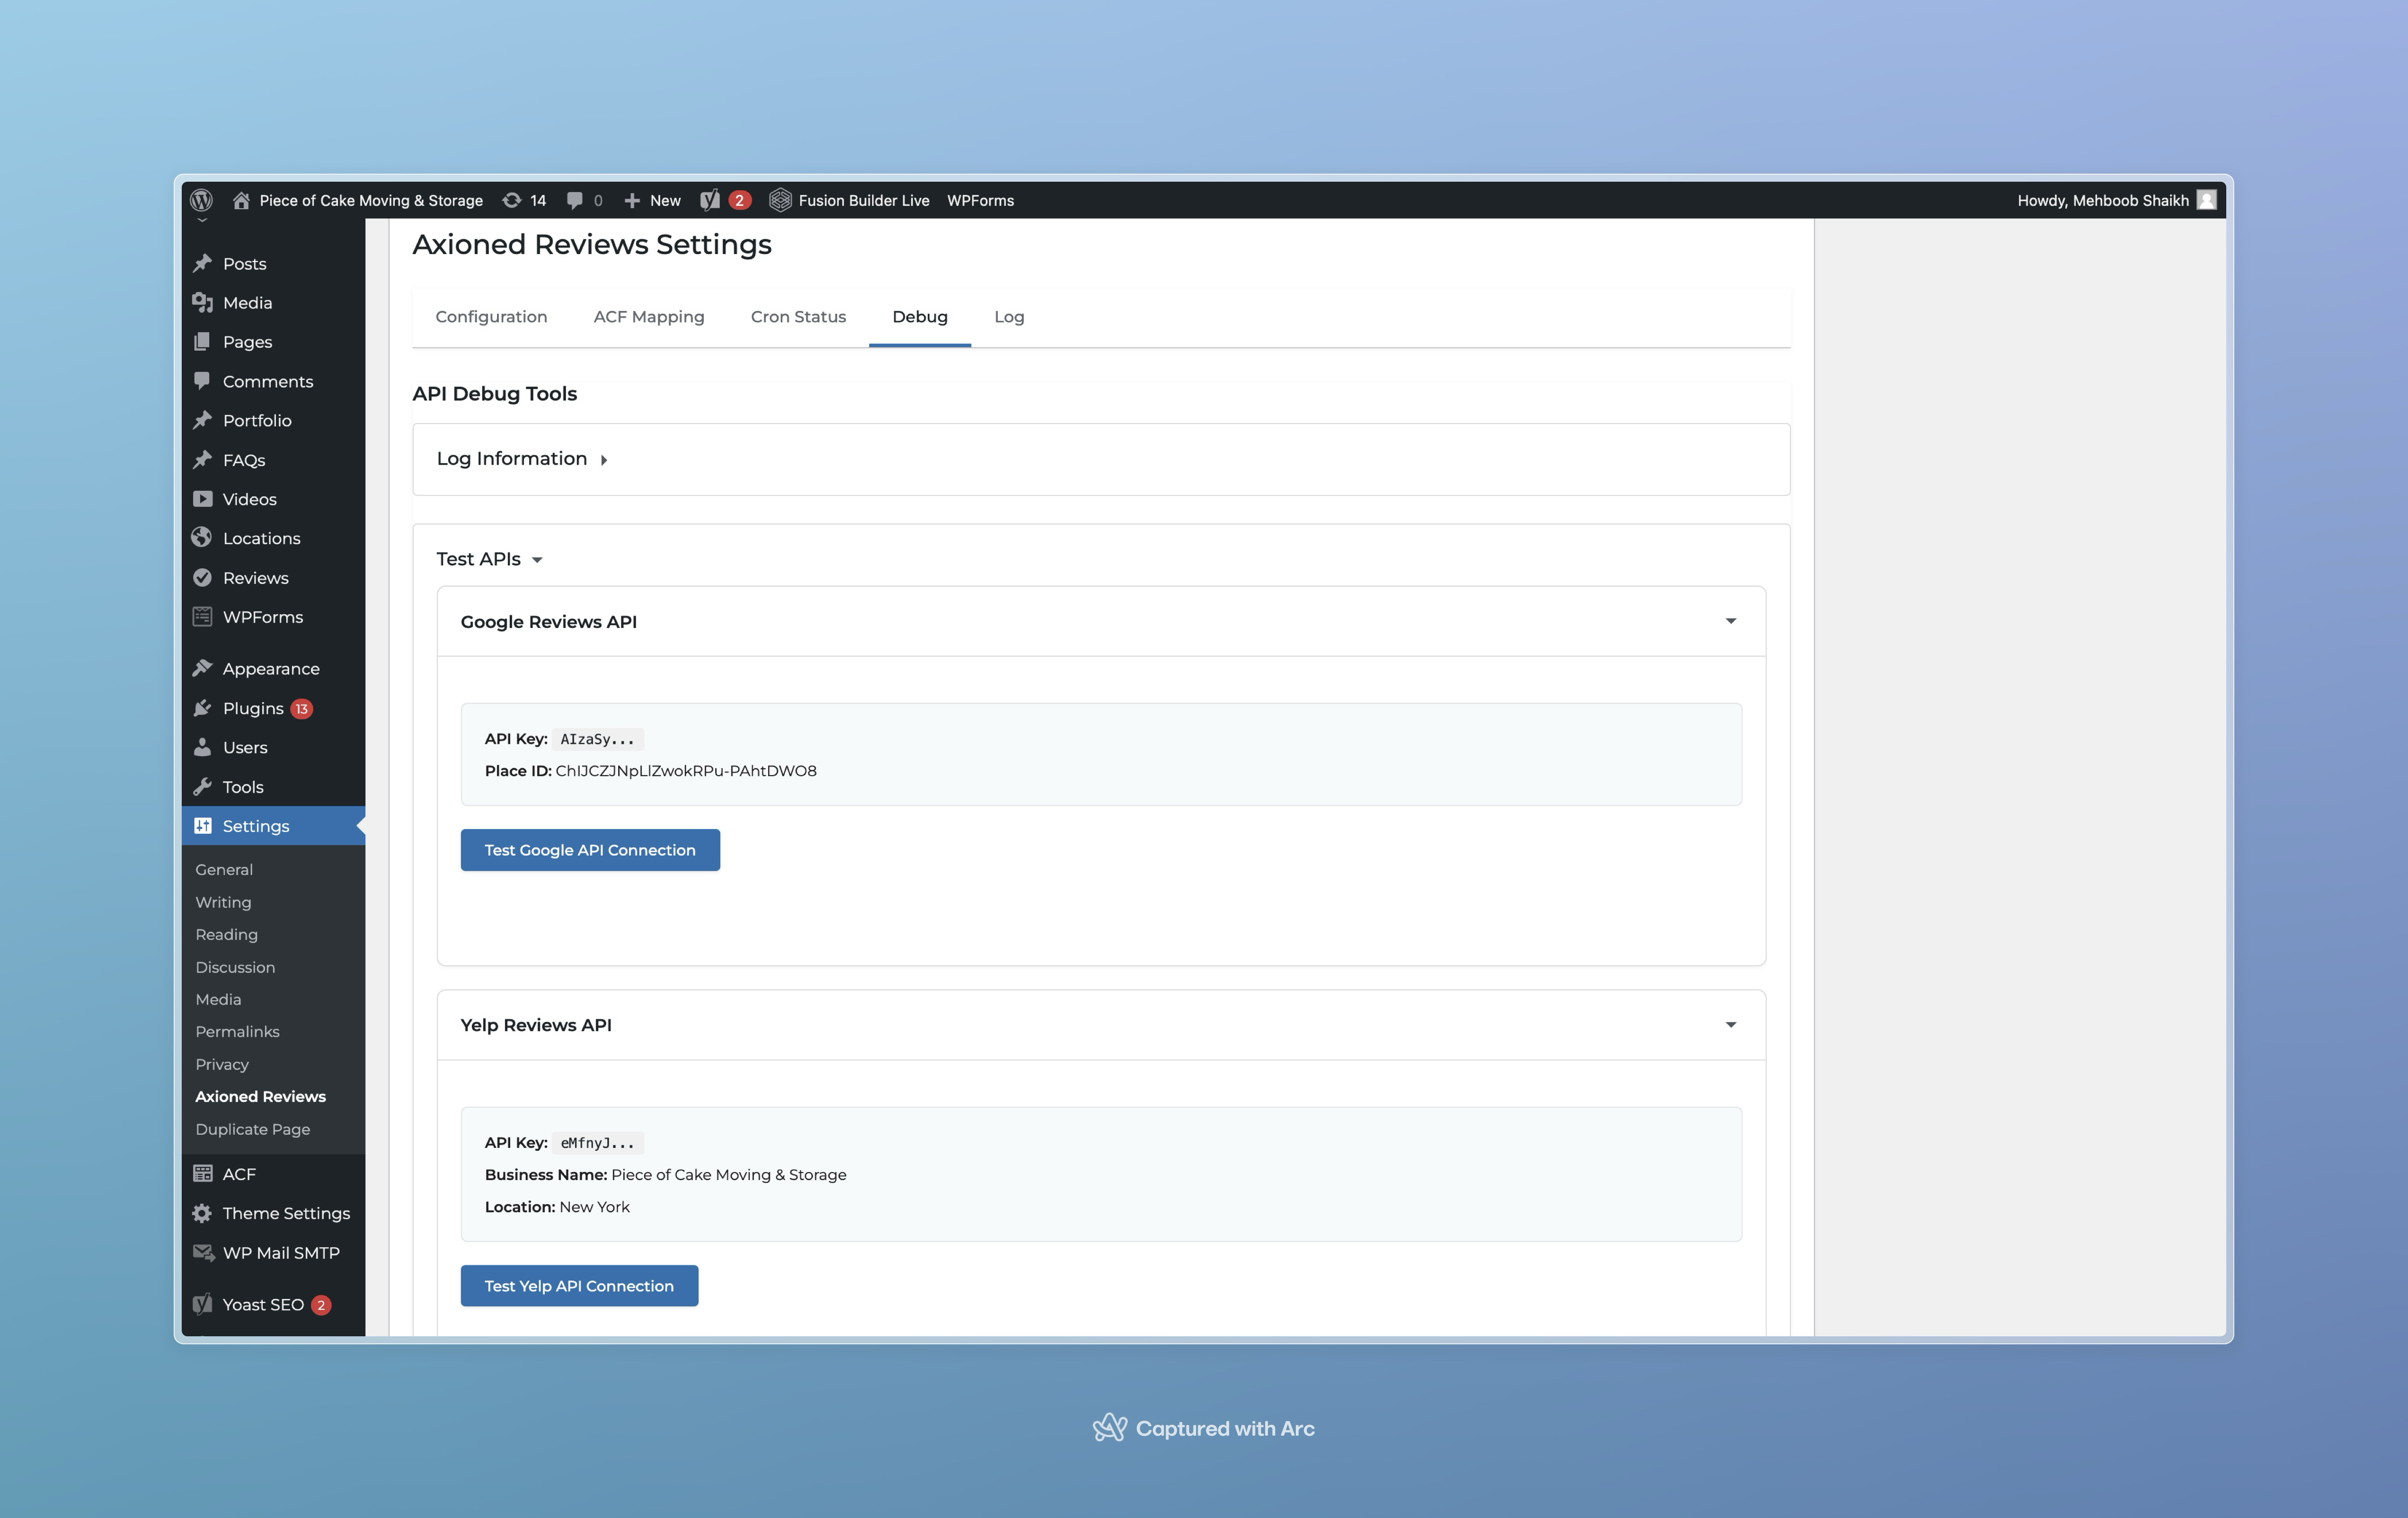 Piece of Cake Moving & Storage 14 0 New 2 Fusion Builder Live WPForms Howdy, Mehboob Shaikh
Posts
Media
Pages
Comments
Portfolio
FAQs
Videos
Locations
Reviews
WPForms
Appearance
Plugins 13
Users
Tools
Settings
General
Writing
Reading
Discussion
Media
Permalinks
Privacy
Axioned Reviews
Duplicate Page
ACF
Theme Settings
WP Mail SMTP
Yoast SEO 2
Axioned Reviews Settings
Configuration ACF Mapping Cron Status Debug Log
API Debug Tools
Log Information
Test APIs
Google Reviews API
API Key: AIzaSy...
Place ID: ChIJCZJNpLlZwokRPu-PAhtDWO8
Test Google API Connection
Yelp Reviews API
API Key: eMfnyJ...
Business Name: Piece of Cake Moving & Storage
Location: New York
Test Yelp API Connection
Captured with Arc